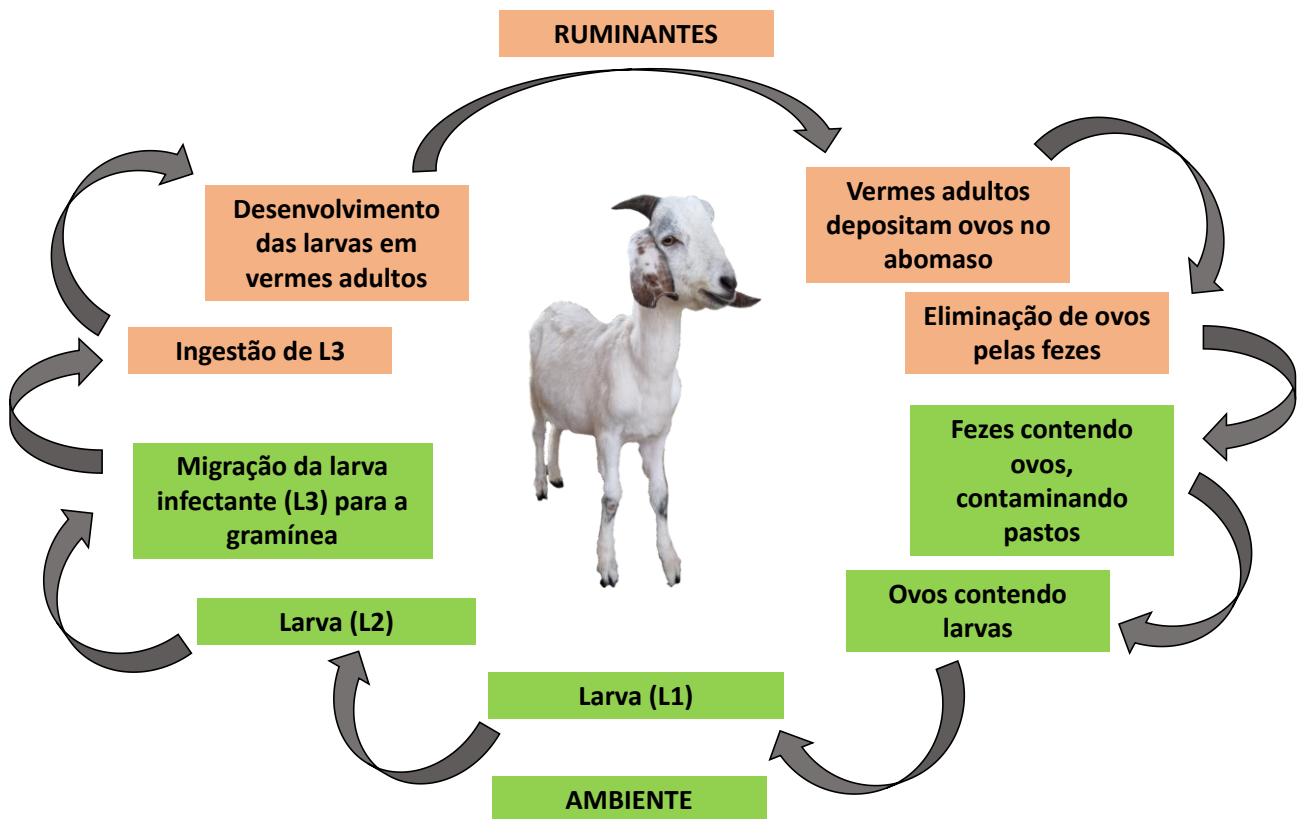 RUMINANTES
Vermes adultos
depositam ovos no
abomaso
Eliminação de ovos
pelas fezes
Fezes contendo
ovos,
contaminando
pastos
Ovos contendo
larvas
Larva (L1)
AMBIENTE
Larva (L2)
Migração da larva
infectante (L3) para a
gramínea
Ingestão de L3
Desenvolvimento
das larvas em
vermes adultos